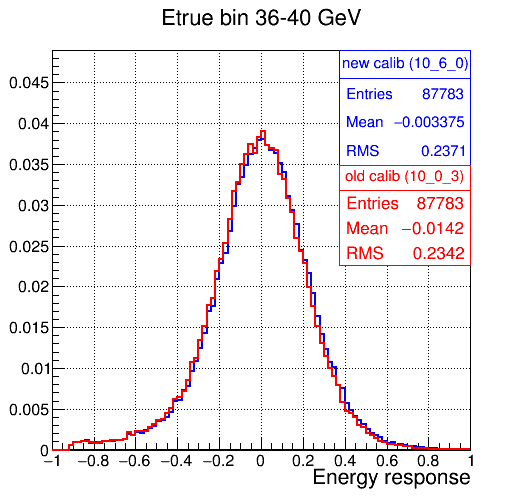 Etrue bin 36-40 GeV
new calib (10_6_0)
Entries 87783
Mean −0.003375
RMS 0.2371
old calib (10_0_3)
Entries 87783
Mean −0.0142
RMS 0.2342
0.045
0.04
0.035
0.03
0.025
0.02
0.015
0.01
0.005
0
−1 −0.8 −0.6 −0.4 −0.2 0 0.2 0.4 0.6 0.8 1
Energy response